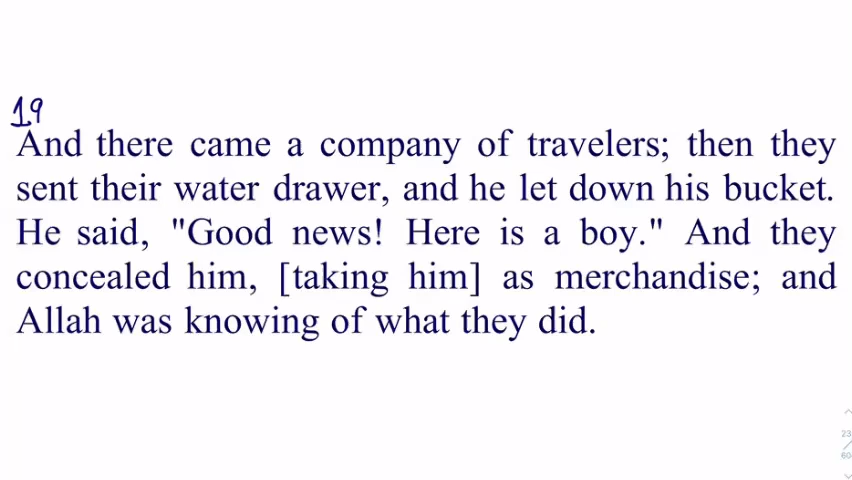 19
And there came a company of travelers; then they
sent their water drawer, and he let down his bucket.
He said, "Good news! Here is a boy." And they
concealed him, [taking him] as merchandise; and
Allah was knowing of what they did.
23
60